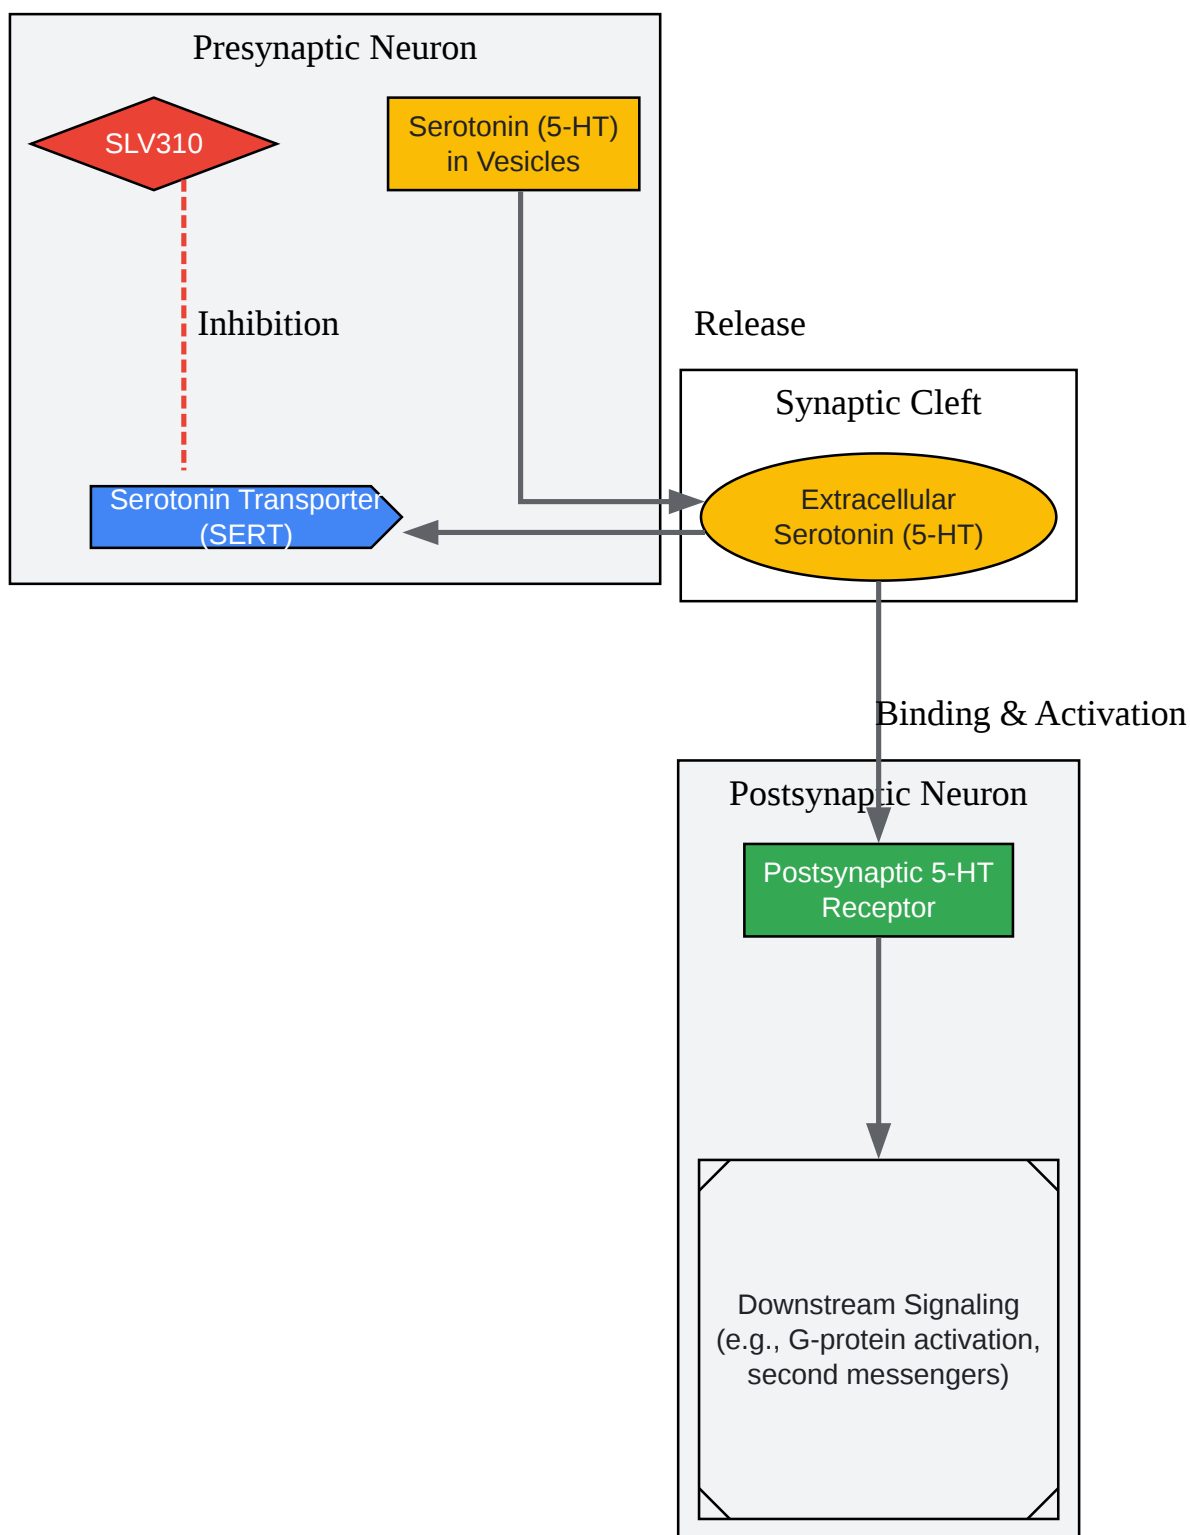 Presynaptic Neuron
SLV310
Serotonin (5-HT)
in Vesicles
Inhibition
Release
Synaptic Cleft
Serotonin Transporter
(SERT)
Extracellular
Serotonin (5-HT)
Binding & Activation
Postsynaptic Neuron
Postsynaptic 5-HT
Receptor
Downstream Signaling
(e.g., G-protein activation,
second messengers)